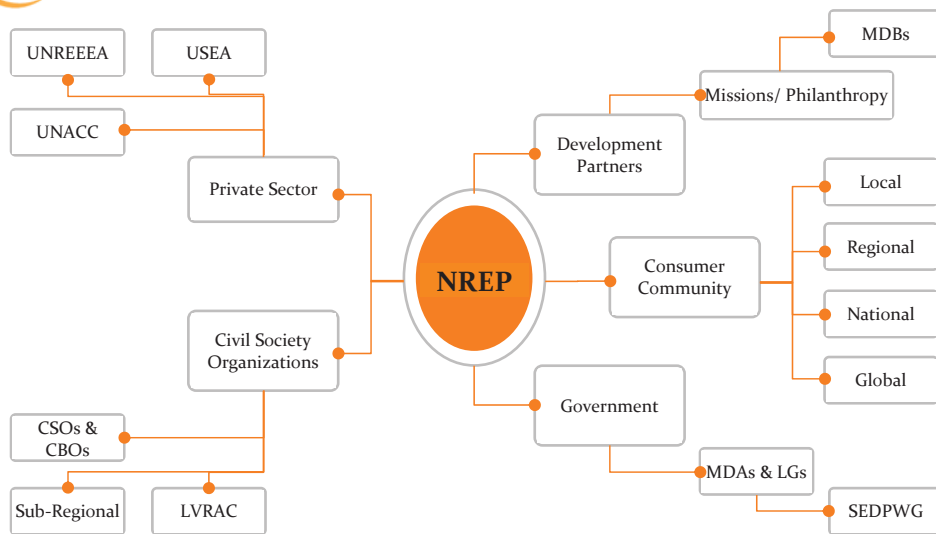 UNREEEA
USEA
UNACC
Private Sector
Civil Society
Organizations
CSOs &
CBOs
Sub-Regional
LVRAC
NREP
MDBs
Missions/ Philanthropy
Development
Partners
Consumer
Community
Local
Regional
National
Global
Government
MDAs & LGs
SEDPWG